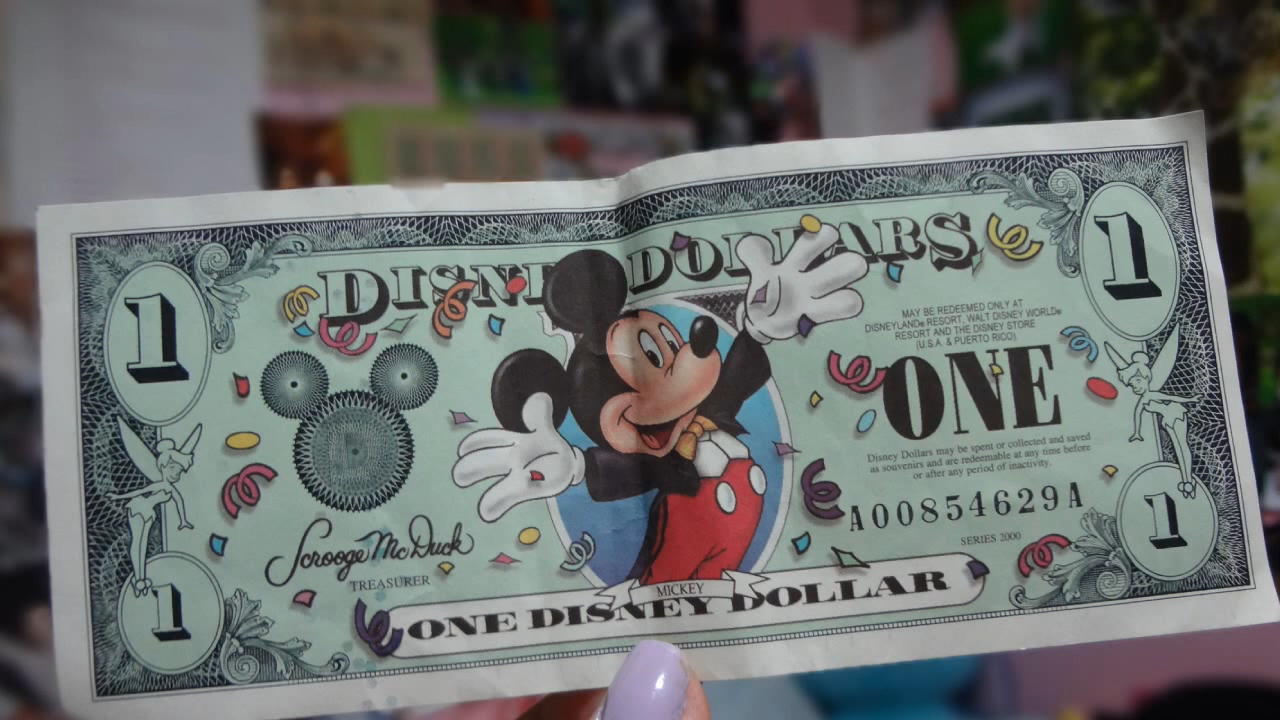 1
DISNEY DOLLARS
1
MAY BE REDEEMED ONLY AT
DISNEYLAND® RESORT, WALT DISNEY WORLD®
RESORT AND THE DISNEY STORE
(U.S.A. & PUERTO RICO).
ONE
Disney Dollars may be spent or collected and saved
as souvenirs and are redeemable at any time before
or after any period of inactivity.
A00854629A
SERIES 2000
Scrooge McDuck
TREASURER
1
MICKEY
ONE DISNEY DOLLAR
1